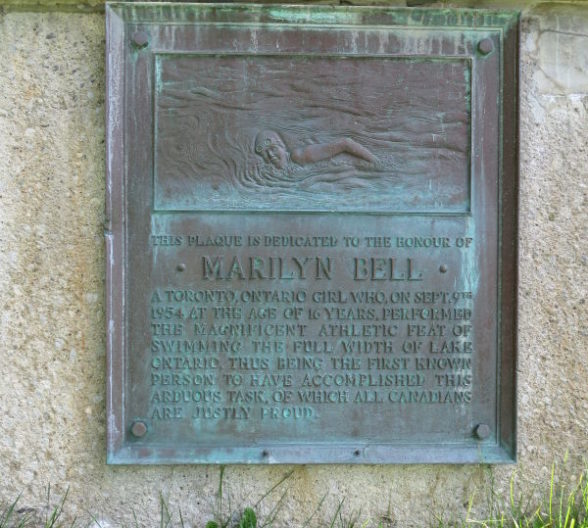 THIS PLAQUE IS DEDICATED TO THE HONOUR OF
• MARILYN BELL •
A TORONTO, ONTARIO GIRL WHO, ON SEPT. 9TH
1954 AT THE AGE OF 16 YEARS, PERFORMED
THE MAGNIFICENT ATHLETIC FEAT OF
SWIMMING THE FULL WIDTH OF LAKE
ONTARIO, THUS BEING THE FIRST KNOWN
PERSON TO HAVE ACCOMPLISHED THIS
ARDUOUS TASK, OF WHICH ALL CANADIANS
ARE JUSTLY PROUD.